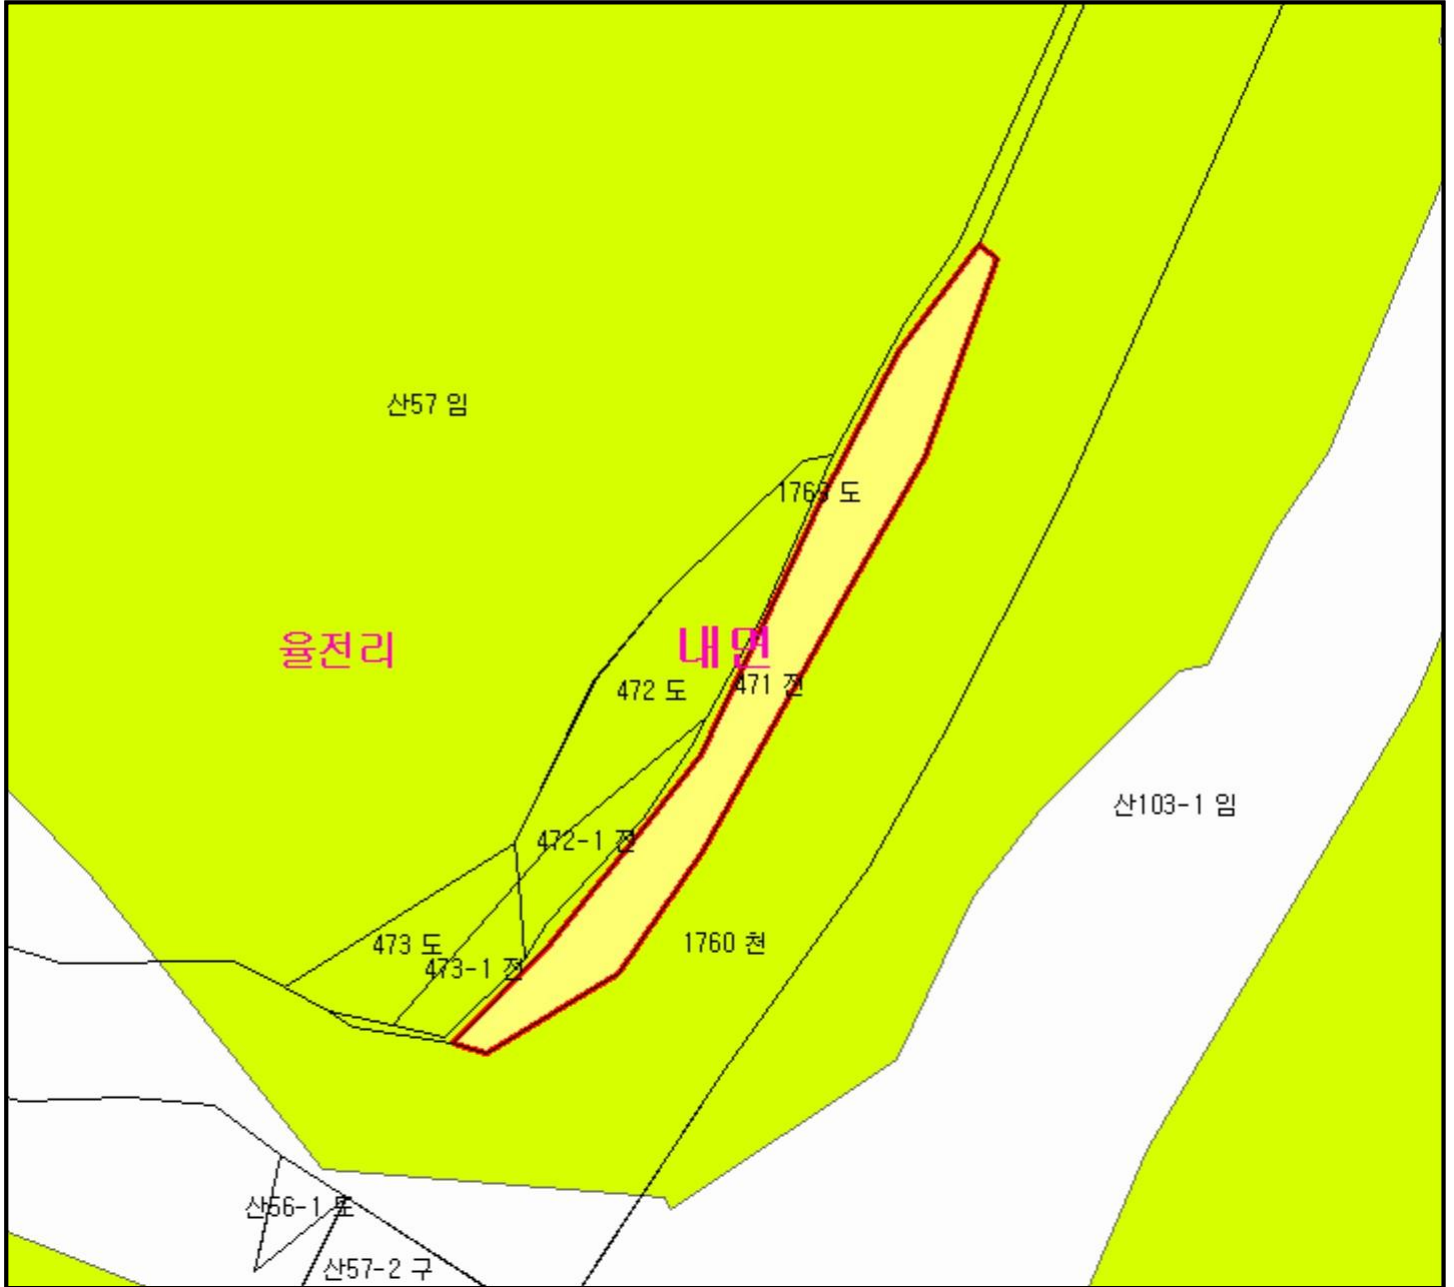 산57 임
1765 도
율전리
내면
472 도
471 전
산103-1 임
472-1 전
473 도
1760 천
473-1 전
산56-1 도
산57-2 구